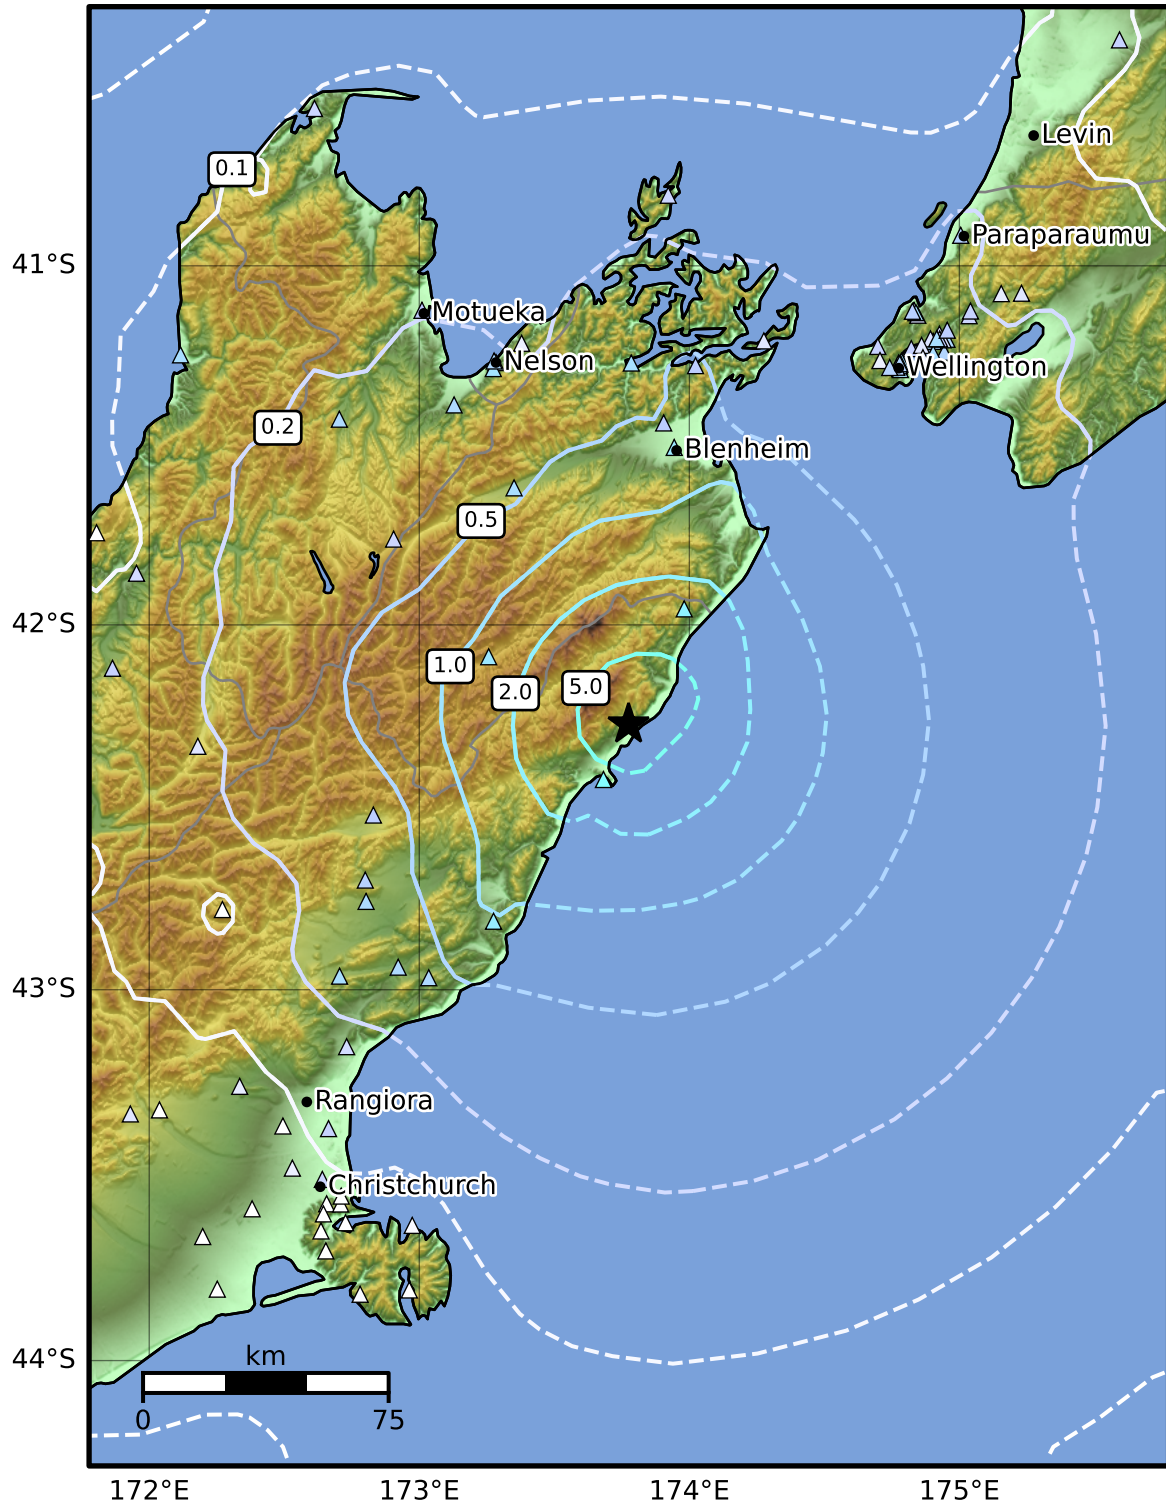 Levin
0.1
Paraparaumu
41°S
Motueka
Nelson
Wellington
0.2
Blenheim
0.5
42°S
1.0
2.0
5.0
43°S
Rangiora
Christchurch
44°S
km
0
75
172°E
173°E
174°E
175°E